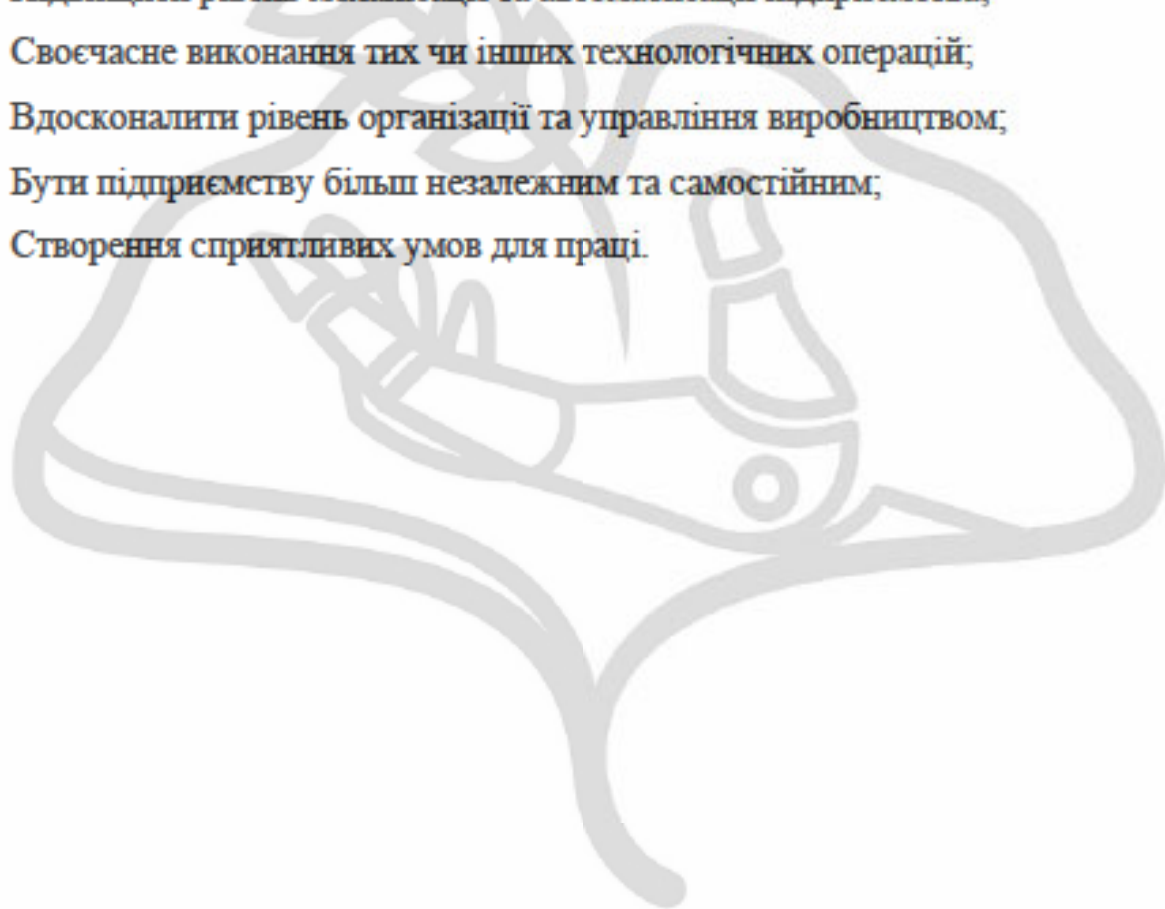 Своєчасне виконання тих чи інших технологічних операцій;
Вдосконалити рівень організації та управління виробництвом;
Бути підприємству більш незалежним та самостійним;
Створення сприятливих умов для праці.